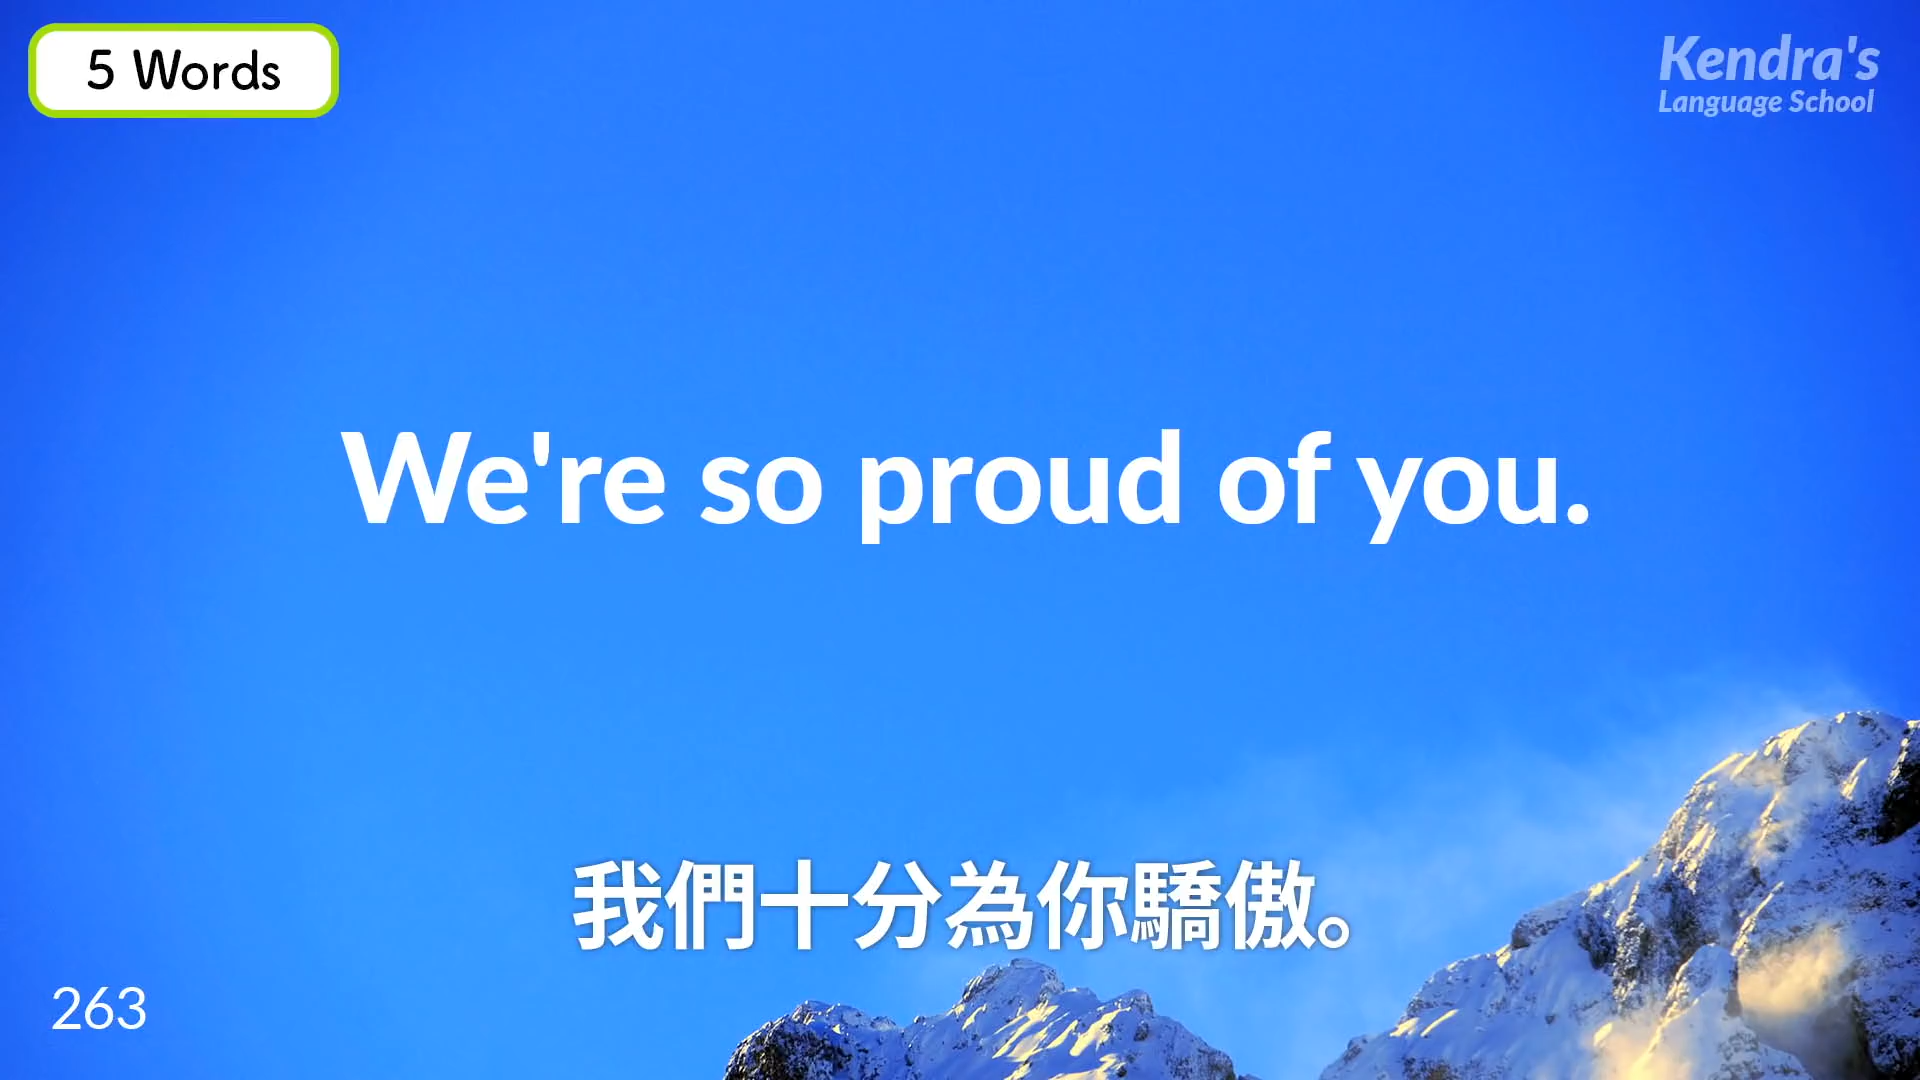 5 Words
Kendra's
Language School
We're so proud of you.
我們十分為你驕傲。
263